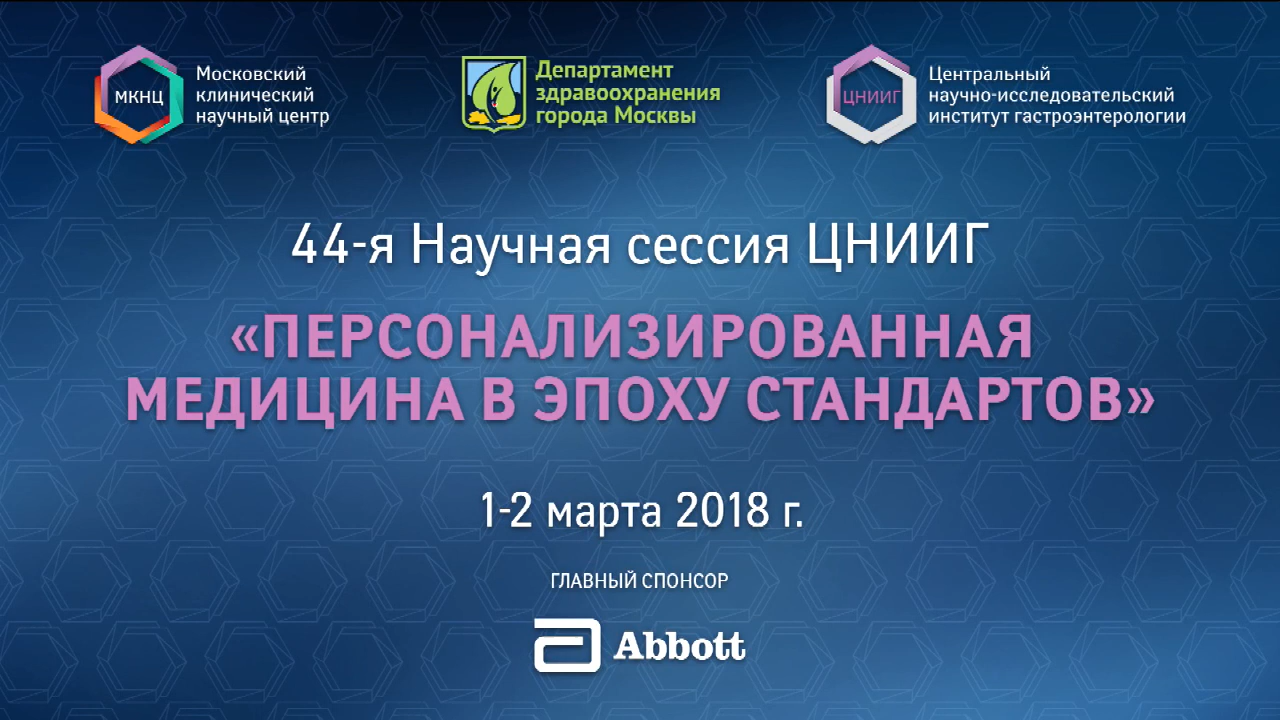 МКНЦ
Московский
клинический
научный центр
Департамент
здравоохранения
города Москвы
ЦНИИГ
Центральный
научно-исследовательский
институт гастроэнтерологии
44-я Научная сессия ЦНИИГ
«ПЕРСОНАЛИЗИРОВАННАЯ
МЕДИЦИНА В ЭПОХУ СТАНДАРТОВ»
1-2 марта 2018 г.
ГЛАВНЫЙ СПОНСОР
Abbott